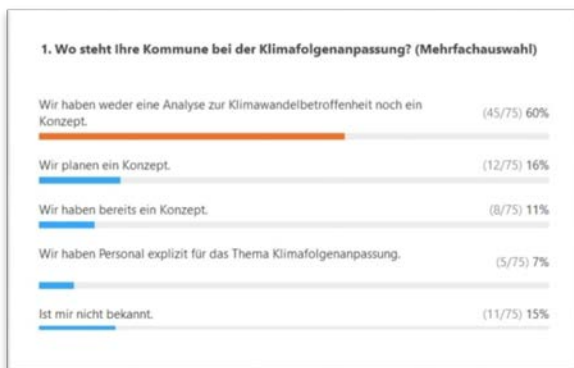 1. Wo steht Ihre Kommune bei der Klimafolgenanpassung? (Mehrfachauswahl)
Wir haben weder eine Analyse zur Klimawandelbetroffenheit noch ein
Konzept.
(45/75) 60%
Wir planen ein Konzept.
(12/75) 16%
Wir haben bereits ein Konzept.
(8/75) 11%
Wir haben Personal explizit für das Thema Klimafolgenanpassung.
(5/75) 7%
Ist mir nicht bekannt.
(11/75) 15%